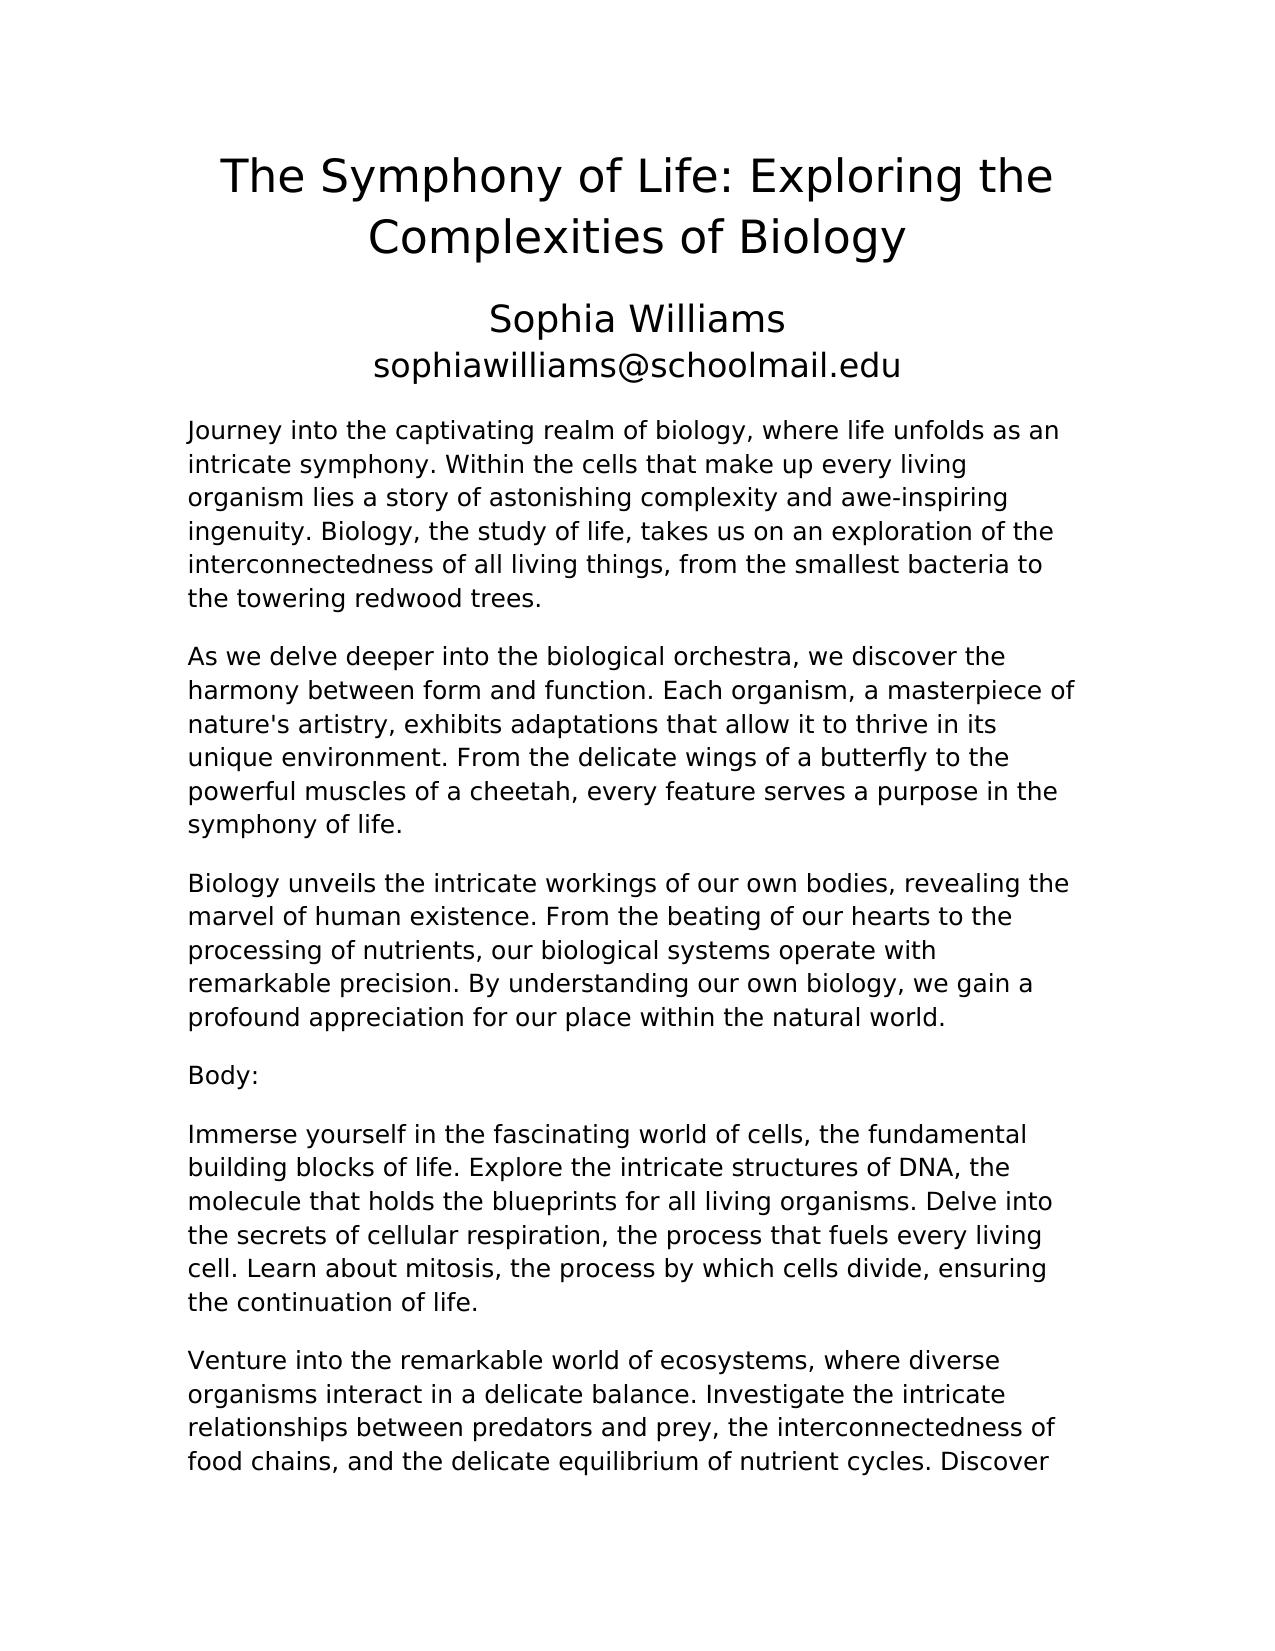 The Symphony of Life: Exploring the
Complexities of Biology
Sophia Williams
sophiawilliams@schoolmail.edu
Journey into the captivating realm of biology, where life unfolds as an
intricate symphony. Within the cells that make up every living
organism lies a story of astonishing complexity and awe-inspiring
ingenuity. Biology, the study of life, takes us on an exploration of the
interconnectedness of all living things, from the smallest bacteria to
the towering redwood trees.
As we delve deeper into the biological orchestra, we discover the
harmony between form and function. Each organism, a masterpiece of
nature's artistry, exhibits adaptations that allow it to thrive in its
unique environment. From the delicate wings of a butterfly to the
powerful muscles of a cheetah, every feature serves a purpose in the
symphony of life.
Biology unveils the intricate workings of our own bodies, revealing the
marvel of human existence. From the beating of our hearts to the
processing of nutrients, our biological systems operate with
remarkable precision. By understanding our own biology, we gain a
profound appreciation for our place within the natural world.
Body:
Immerse yourself in the fascinating world of cells, the fundamental
building blocks of life. Explore the intricate structures of DNA, the
molecule that holds the blueprints for all living organisms. Delve into
the secrets of cellular respiration, the process that fuels every living
cell. Learn about mitosis, the process by which cells divide, ensuring
the continuation of life.
Venture into the remarkable world of ecosystems, where diverse
organisms interact in a delicate balance. Investigate the intricate
relationships between predators and prey, the interconnectedness of
food chains, and the delicate equilibrium of nutrient cycles. Discover